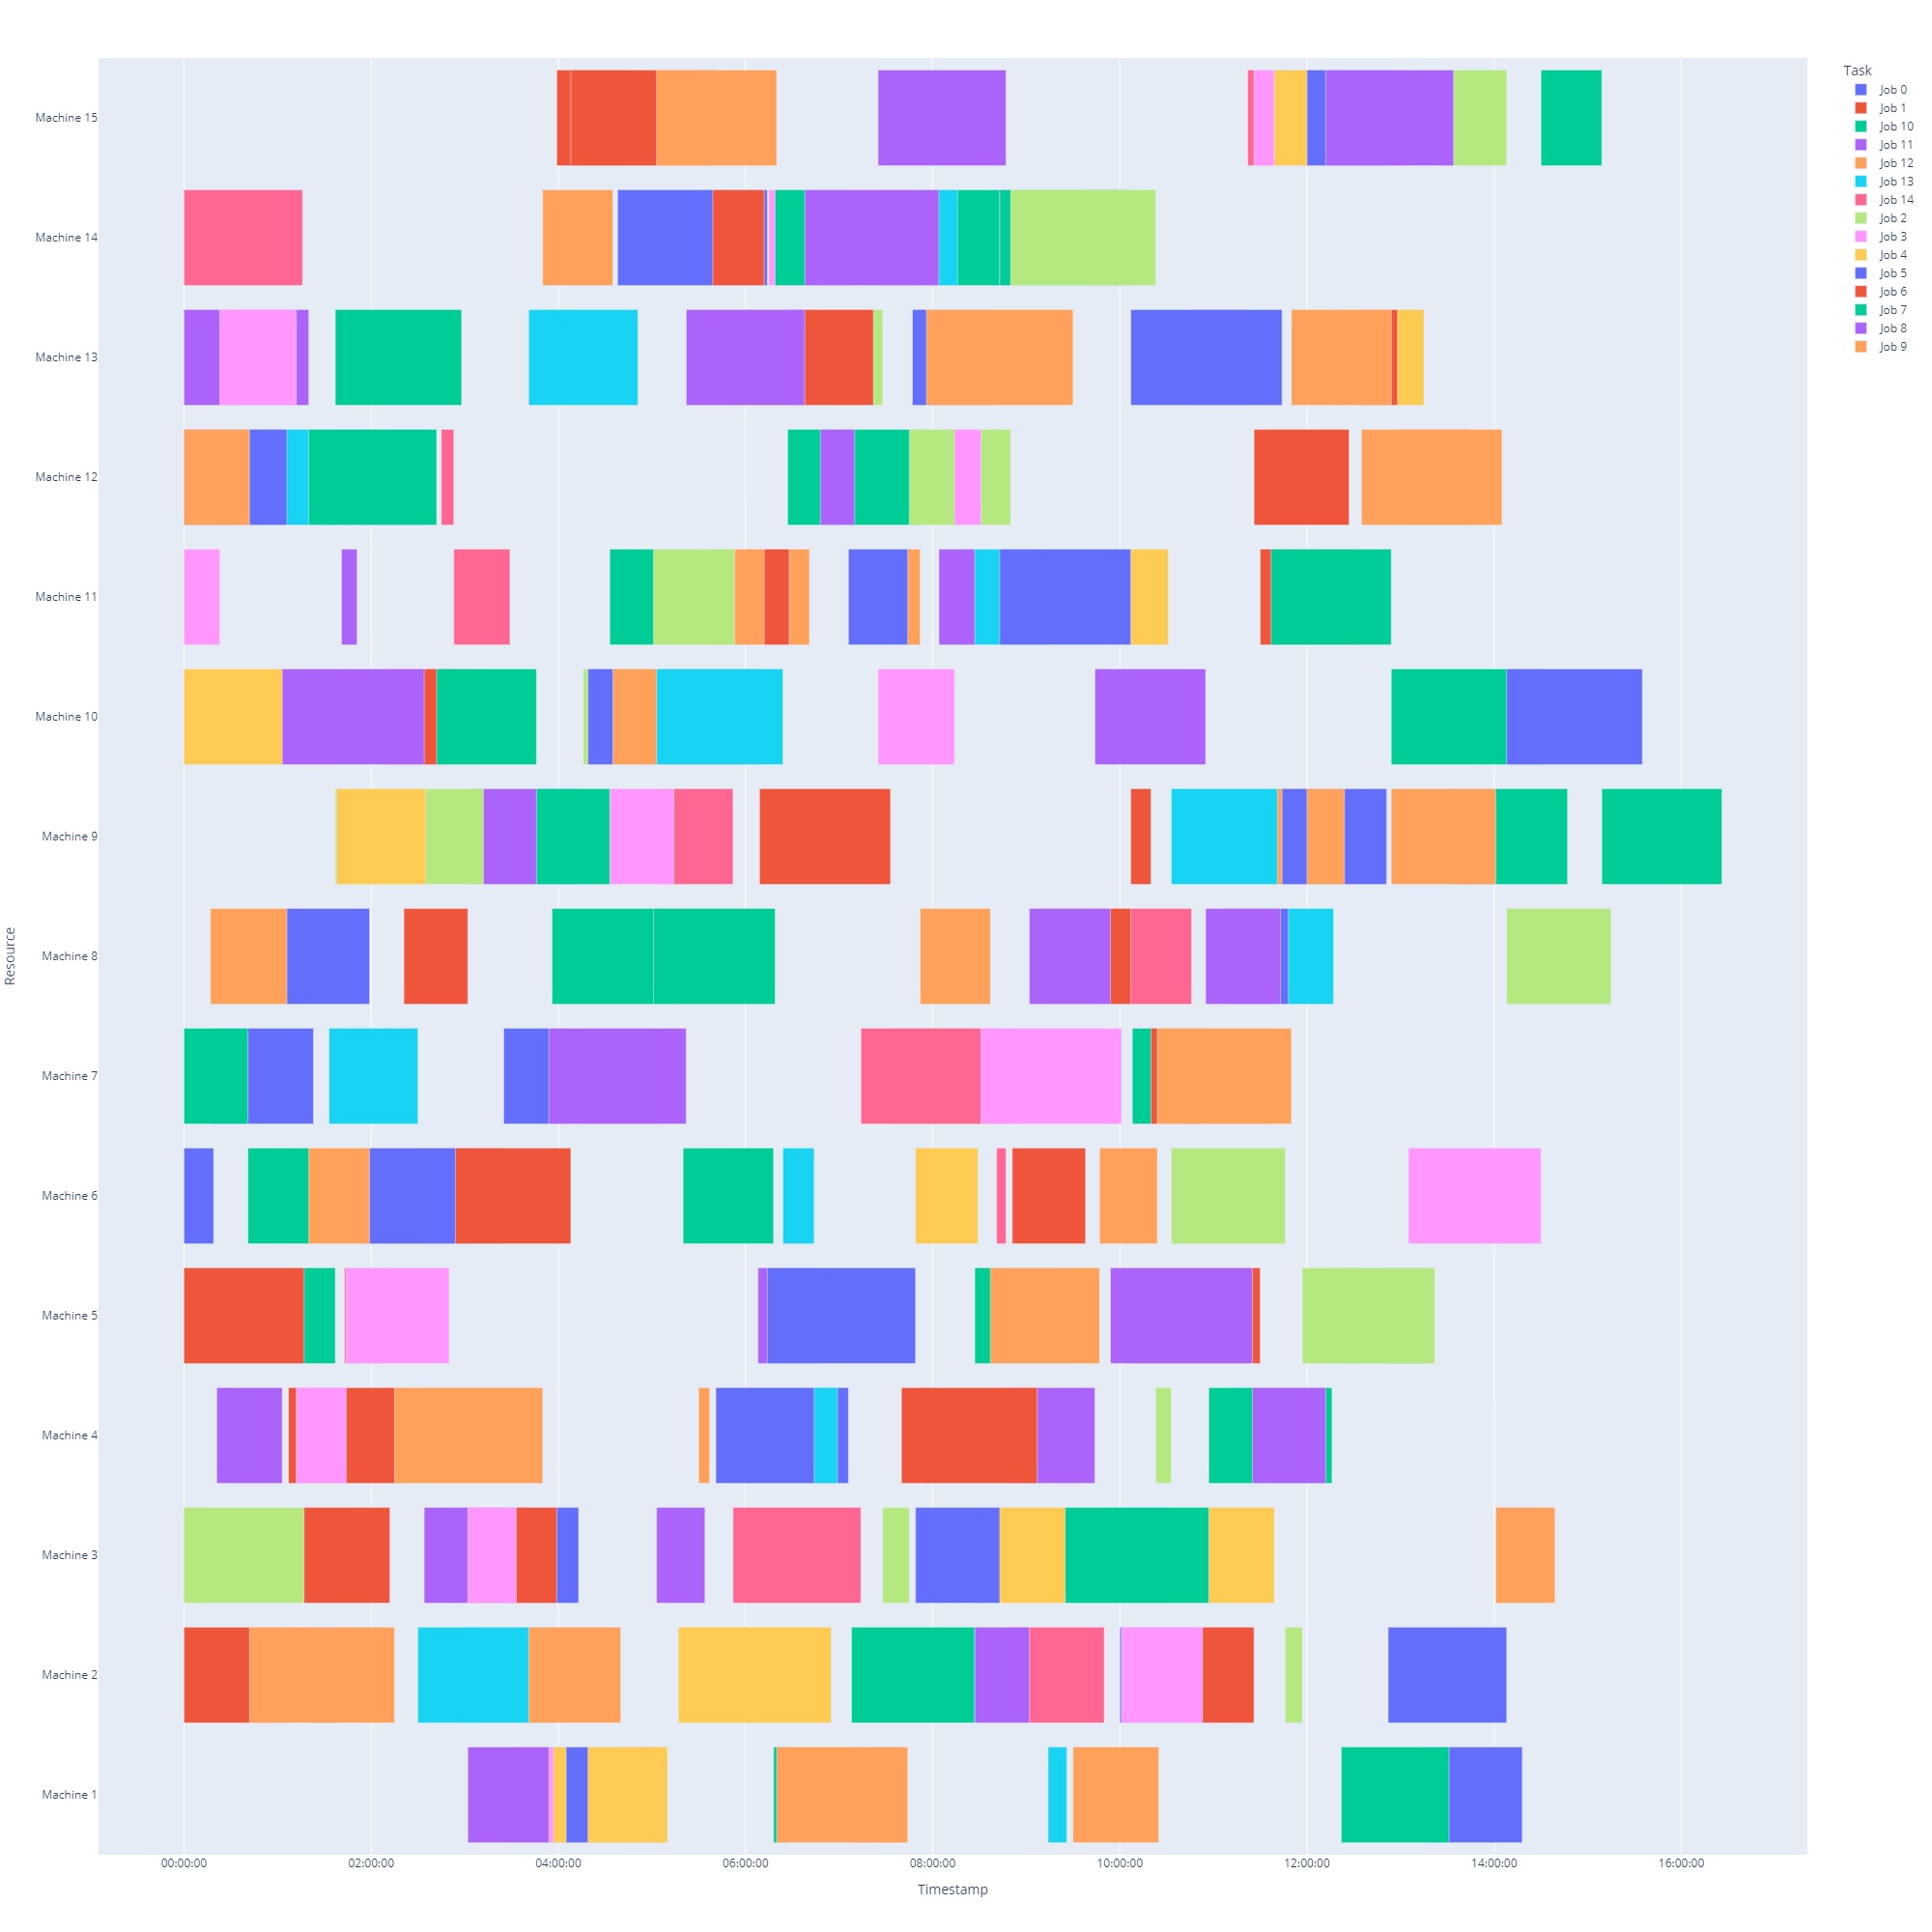 Task
Job 0
Job 1
Job 10
Job 11
Job 12
Job 13
Job 14
Job 2
Job 3
Job 4
Job 5
Job 6
Job 7
Job 8
Job 9
Machine 15
Machine 14
Machine 13
Machine 12
Machine 11
Machine 10
Machine 9
Machine 8
Machine 7
Machine 6
Machine 5
Machine 4
Machine 3
Machine 2
Machine 1
Resource
00:00:00 02:00:00 04:00:00 06:00:00 08:00:00 10:00:00 12:00:00 14:00:00 16:00:00
Timestamp